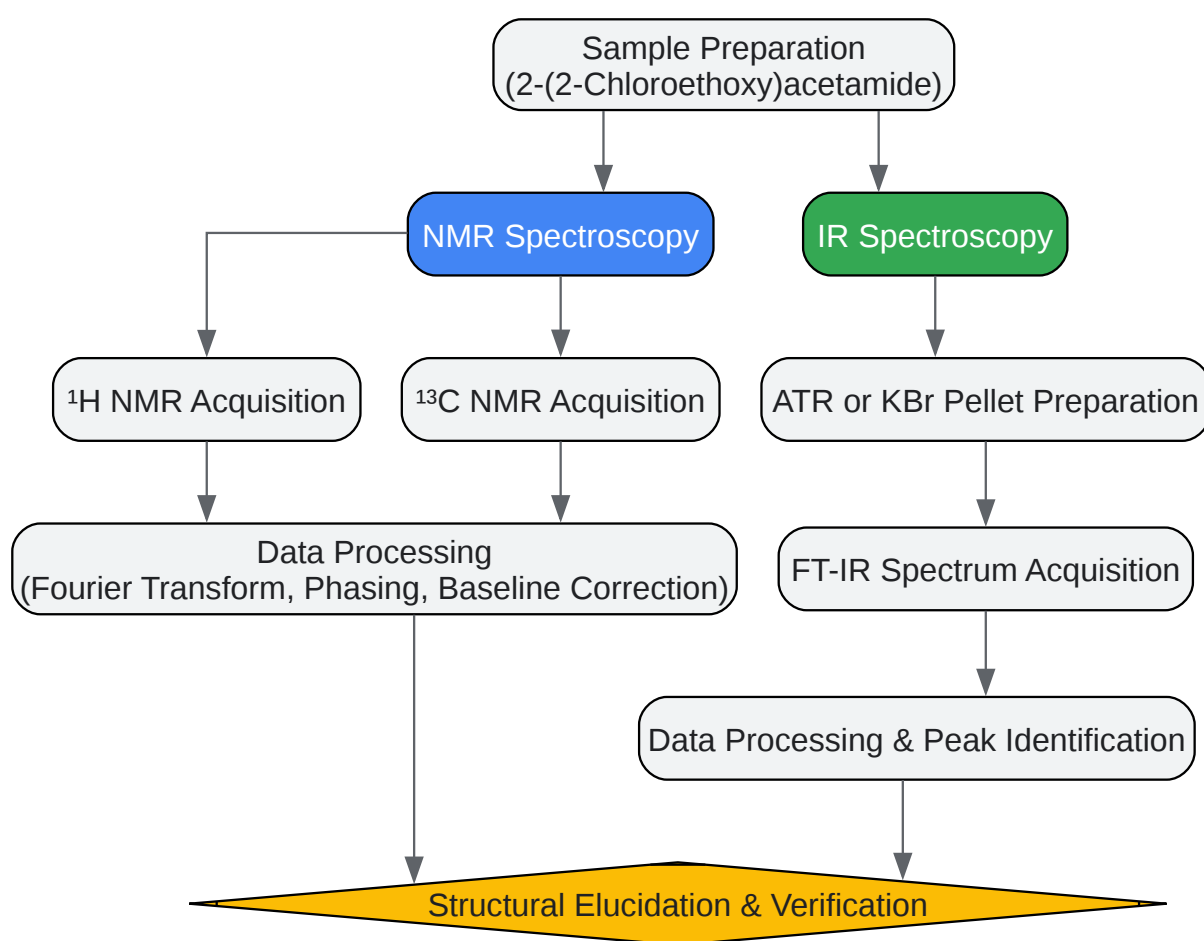 Sample Preparation
(2-(2-Chloroethoxy)acetamide)
NMR Spectroscopy
IR Spectroscopy
¹H NMR Acquisition
¹³C NMR Acquisition
ATR or KBr Pellet Preparation
Data Processing
(Fourier Transform, Phasing, Baseline Correction)
FT-IR Spectrum Acquisition
Data Processing & Peak Identification
Structural Elucidation & Verification